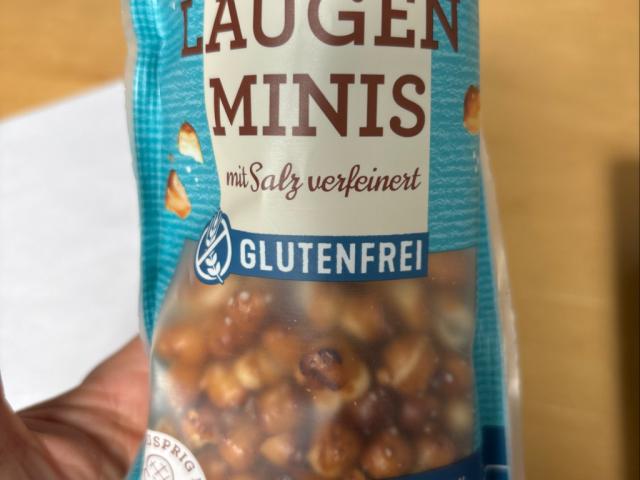 LAUGEN
MINIS
mit Salz verfeinert
GLUTENFREI